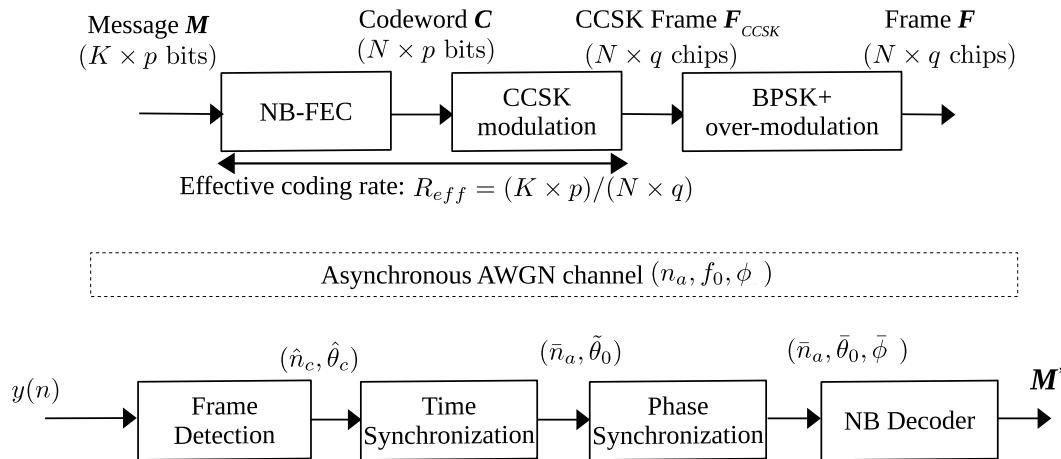 Message M
(K × p bits)
Codeword C
(N × p bits)
CCSK Frame F_CCSK
(N × q chips)
Frame F
(N × q chips)
NB-FEC
CCSK
modulation
BPSK+
over-modulation
Effective coding rate: R_eff = (K × p)/(N × q)
Asynchronous AWGN channel (n_a, f_0, ϕ )
y(n)
(n̂_c, θ̂_c)
(n̄_a, θ̃_0)
(n̄_a, θ̄_0, ϕ̄ )
M'
Frame
Detection
Time
Synchronization
Phase
Synchronization
NB Decoder